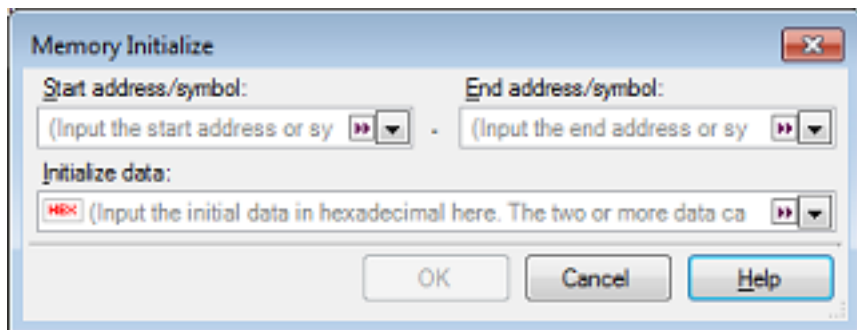 Memory Initialize
Start address/symbol: End address/symbol:
(Input the start address or sy - (Input the end address or sy
Initialize data:
HEX (Input the initial data in hexadecimal here. The two or more data ca
OK Cancel Help